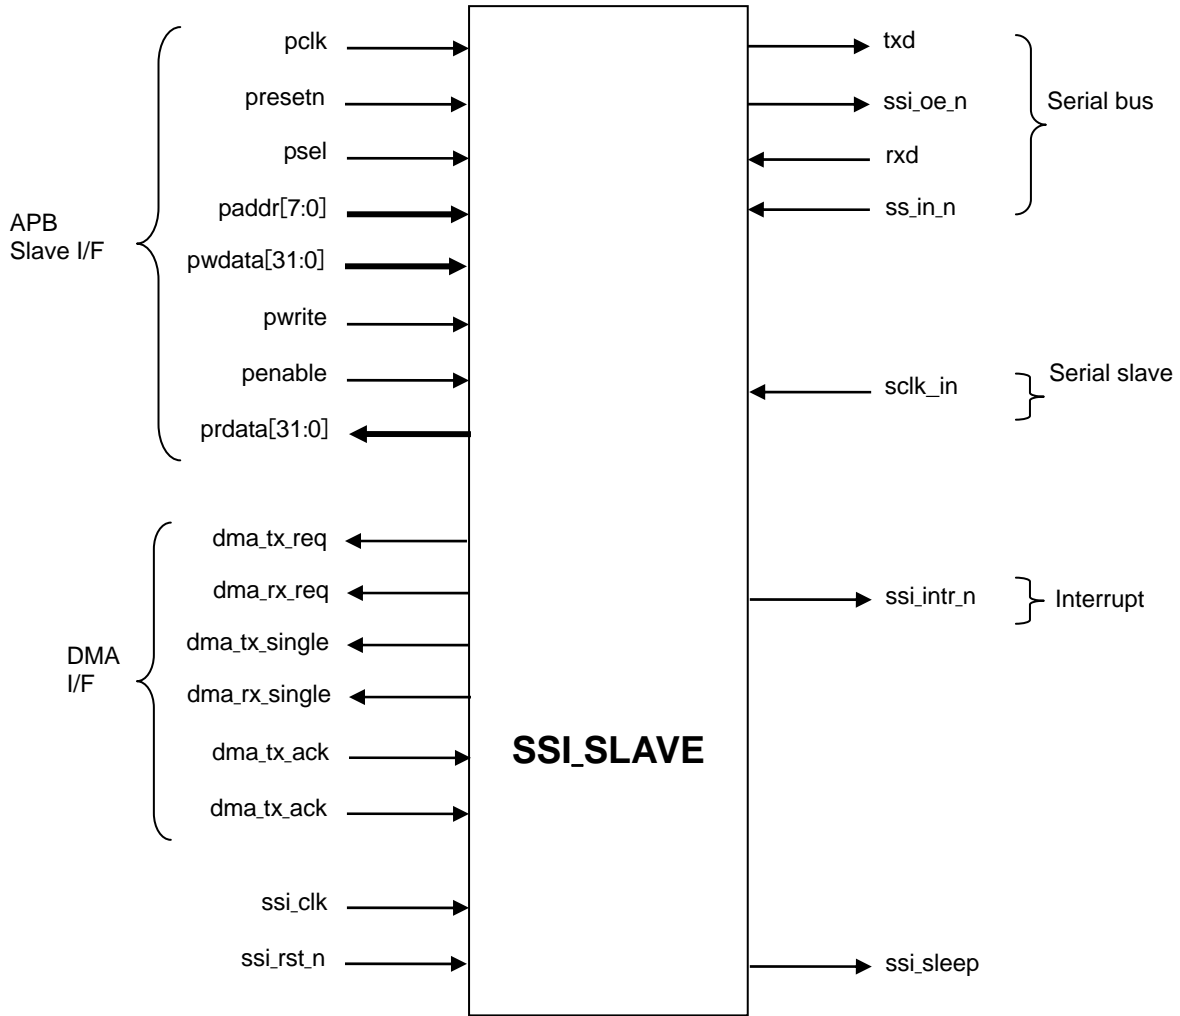 pclk
presetn
psel
paddr[7:0]
pwdata[31:0]
pwrite
penable
prdata[31:0]
APB
Slave I/F
dma_tx_req
dma_rx_req
dma_tx_single
dma_rx_single
dma_tx_ack
dma_tx_ack
DMA
I/F
ssi_clk
ssi_rst_n
SSI_SLAVE
txd
ssi_oe_n
rxd
ss_in_n
Serial bus
sclk_in
Serial slave
ssi_intr_n
Interrupt
ssi_sleep